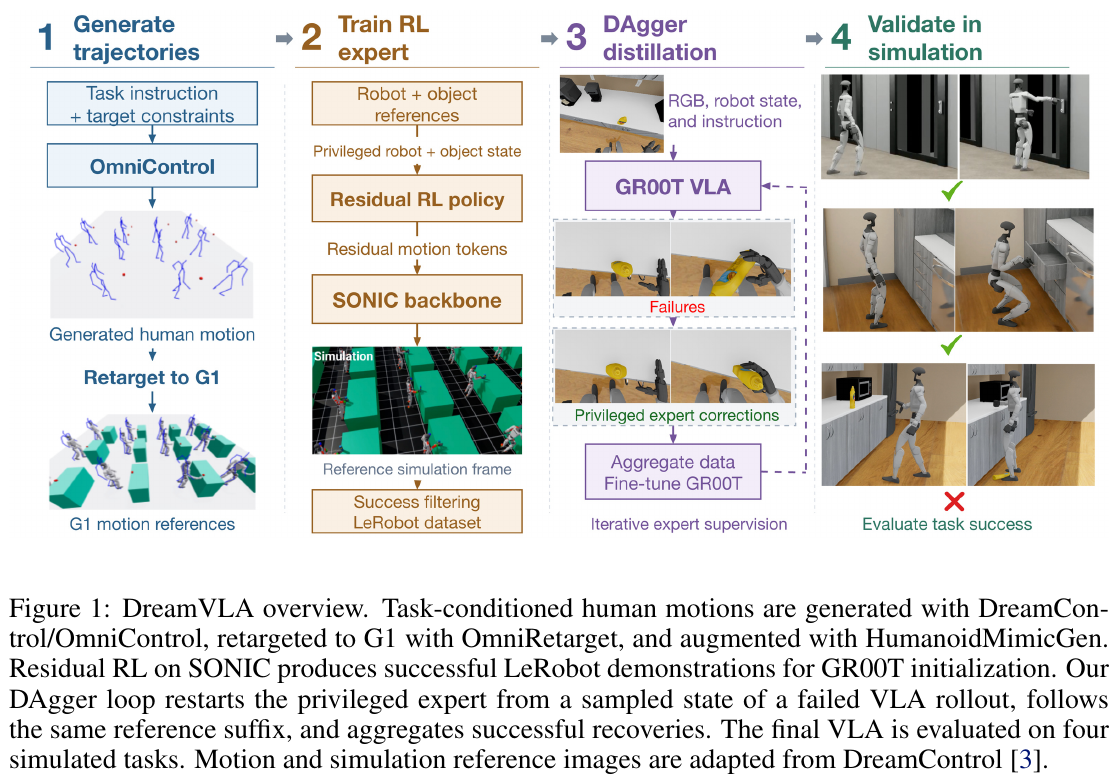 1 Generate trajectories
Task instruction
+ target constraints
OmniControl
Generated human motion
Retarget to G1
G1 motion references
2 Train RL expert
Robot + object
references
Privileged robot + object state
Residual RL policy
Residual motion tokens
SONIC backbone
Simulation
Reference simulation frame
Success filtering
LeRobot dataset
3 DAgger distillation
RGB, robot state,
and instruction
GR00T VLA
Failures
Privileged expert corrections
Aggregate data
Fine-tune GR00T
Iterative expert supervision
4 Validate in simulation
Evaluate task success
Figure 1: DreamVLA overview. Task-conditioned human motions are generated with DreamCon-
trol/OmniControl, retargeted to G1 with OmniRetarget, and augmented with HumanoidMimicGen.
Residual RL on SONIC produces successful LeRobot demonstrations for GR00T initialization. Our
DAgger loop restarts the privileged expert from a sampled state of a failed VLA rollout, follows
the same reference suffix, and aggregates successful recoveries. The final VLA is evaluated on four
simulated tasks. Motion and simulation reference images are adapted from DreamControl [3].